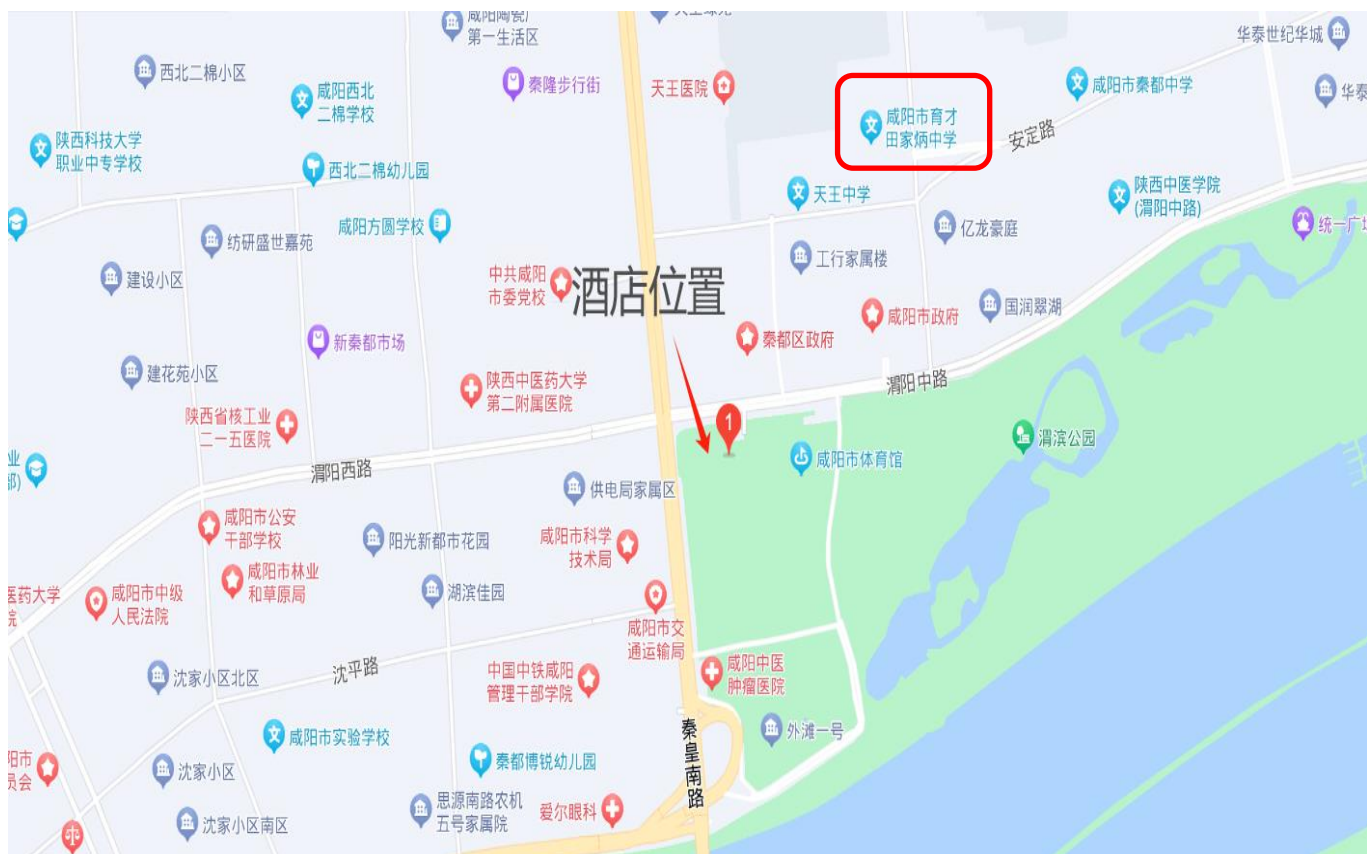 咸阳陶瓷厂
第一生活区
华泰世纪华城
西北二棉小区
咸阳西北
二棉学校
秦隆步行街
天王医院
咸阳市育才
田家炳中学
咸阳市秦都中学
华泰
陕西科技大学
职业中专学校
西北二棉幼儿园
安定路
天王中学
陕西中医学院
(渭阳中路)
纺研盛世嘉苑
咸阳方圆学校
亿龙豪庭
统一广场
建设小区
中共咸阳
市委党校
酒店位置
工行家属楼
国润翠湖
咸阳市政府
新秦都市场
秦都区政府
建花苑小区
陕西中医药大学
第二附属医院
渭阳中路
陕西省核工业
二一五医院
1
渭滨公园
咸阳市体育馆
渭阳西路
供电局家属区
咸阳市公安
干部学校
阳光新都市花园
咸阳市科学
技术局
咸阳市林业
和草原局
医药大学
院
咸阳市中级
人民法院
湖滨佳园
咸阳市交
通运输局
沈家小区北区
沈平路
中国中铁咸阳
管理干部学院
咸阳中医
肿瘤医院
秦皇南路
外滩一号
咸阳市实验学校
阳市
员会
沈家小区
秦都博锐幼儿园
思源南路农机
五号家属院
爱尔眼科
沈家小区南区